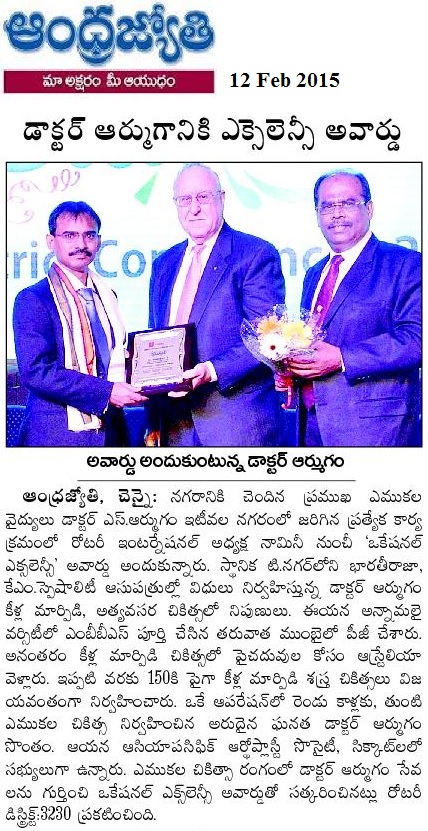 ఆంధ్రజ్యోతి
మా అక్షరం మీ ఆయుధం
12 Feb 2015
డాక్టర్ ఆర్ముగానికి ఎక్సెలెన్సీ అవార్డు
అవార్డు అందుకుంటున్న డాక్టర్ ఆర్ముగం
ఆంధ్రజ్యోతి, చెన్నై: నగరానికి చెందిన ప్రముఖ ఎముకల
వైద్యులు డాక్టర్ ఎస్.ఆర్ముగం ఇటీవల నగరంలో జరిగిన ప్రత్యేక కార్య
క్రమంలో రోటరీ ఇంటర్నేషనల్ అధ్యక్ష నామినీ నుంచీ 'ఒకేషనల్
ఎక్సలెన్సీ' అవార్డు అందుకున్నారు. స్థానిక టి.నగర్‌లోని భారతీరాజా,
కేఎం.స్పెషాలిటీ ఆసుపత్రుల్లో విధులు నిర్వహిస్తున్న డాక్టర్ ఆర్ముగం
కీళ్ల మార్పిడి, అత్యవసర చికిత్సలో నిపుణులు. ఈయన అన్నామలై
వర్సిటీలో ఎంబీబీఎస్ పూర్తి చేసిన తరువాత ముంబైలో పీజీ చేశారు.
అనంతరం కీళ్ల మార్పిడి చికిత్సలో పైచదువుల కోసం ఆస్ట్రేలియా
వెళ్లారు. ఇప్పటి వరకు 150కి పైగా కీళ్ల మార్పిడి శస్త్ర చికిత్సలు విజ
యవంతంగా నిర్వహించారు. ఒకే ఆపరేషన్‌లో రెండు కాళ్లకు, తుంటి
ఎముకల చికిత్స నిర్వహించిన అరుదైన ఘనత డాక్టర్ ఆర్ముగం
సొంతం. ఆయన ఆసియాపసిఫిక్ ఆర్థోప్లాస్టీ సొసైటీ, సిక్కాట్‌లలో
సభ్యులుగా ఉన్నారు. ఎముకల చికిత్సా రంగంలో డాక్టర్ ఆర్ముగం సేవ
లను గుర్తించి ఒకేషనల్ ఎక్స్‌లెన్సీ అవార్డుతో సత్కరించినట్లు రోటరీ
డిస్ట్రిక్ట్:3230 ప్రకటించింది.